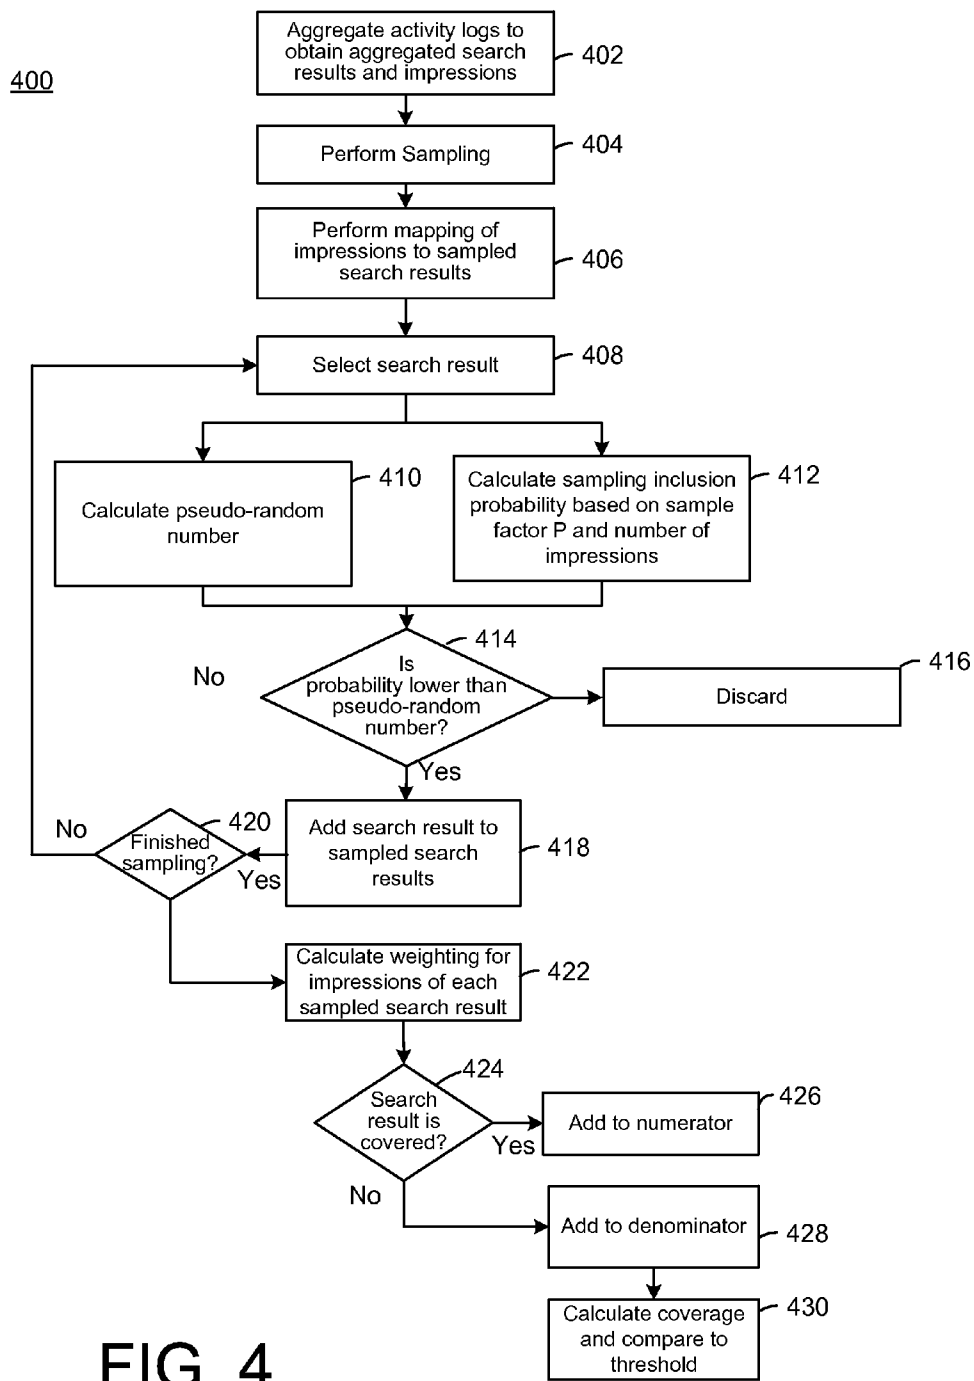 400
Aggregate activity logs to
obtain aggregated search
results and impressions
402
Perform Sampling
404
Perform mapping of
impressions to sampled
search results
406
Select search result
408
Calculate pseudo-random
number
410
Calculate sampling inclusion
probability based on sample
factor P and number of
impressions
412
Is
probability lower than
pseudo-random
number?
414
No
Discard
416
Yes
Add search result to
sampled search
results
418
Finished
sampling?
420
No
Yes
Calculate weighting for
impressions of each
sampled search result
422
Search
result is
covered?
424
Yes
Add to numerator
426
No
Add to denominator
428
Calculate coverage
and compare to
threshold
430
FIG. 4